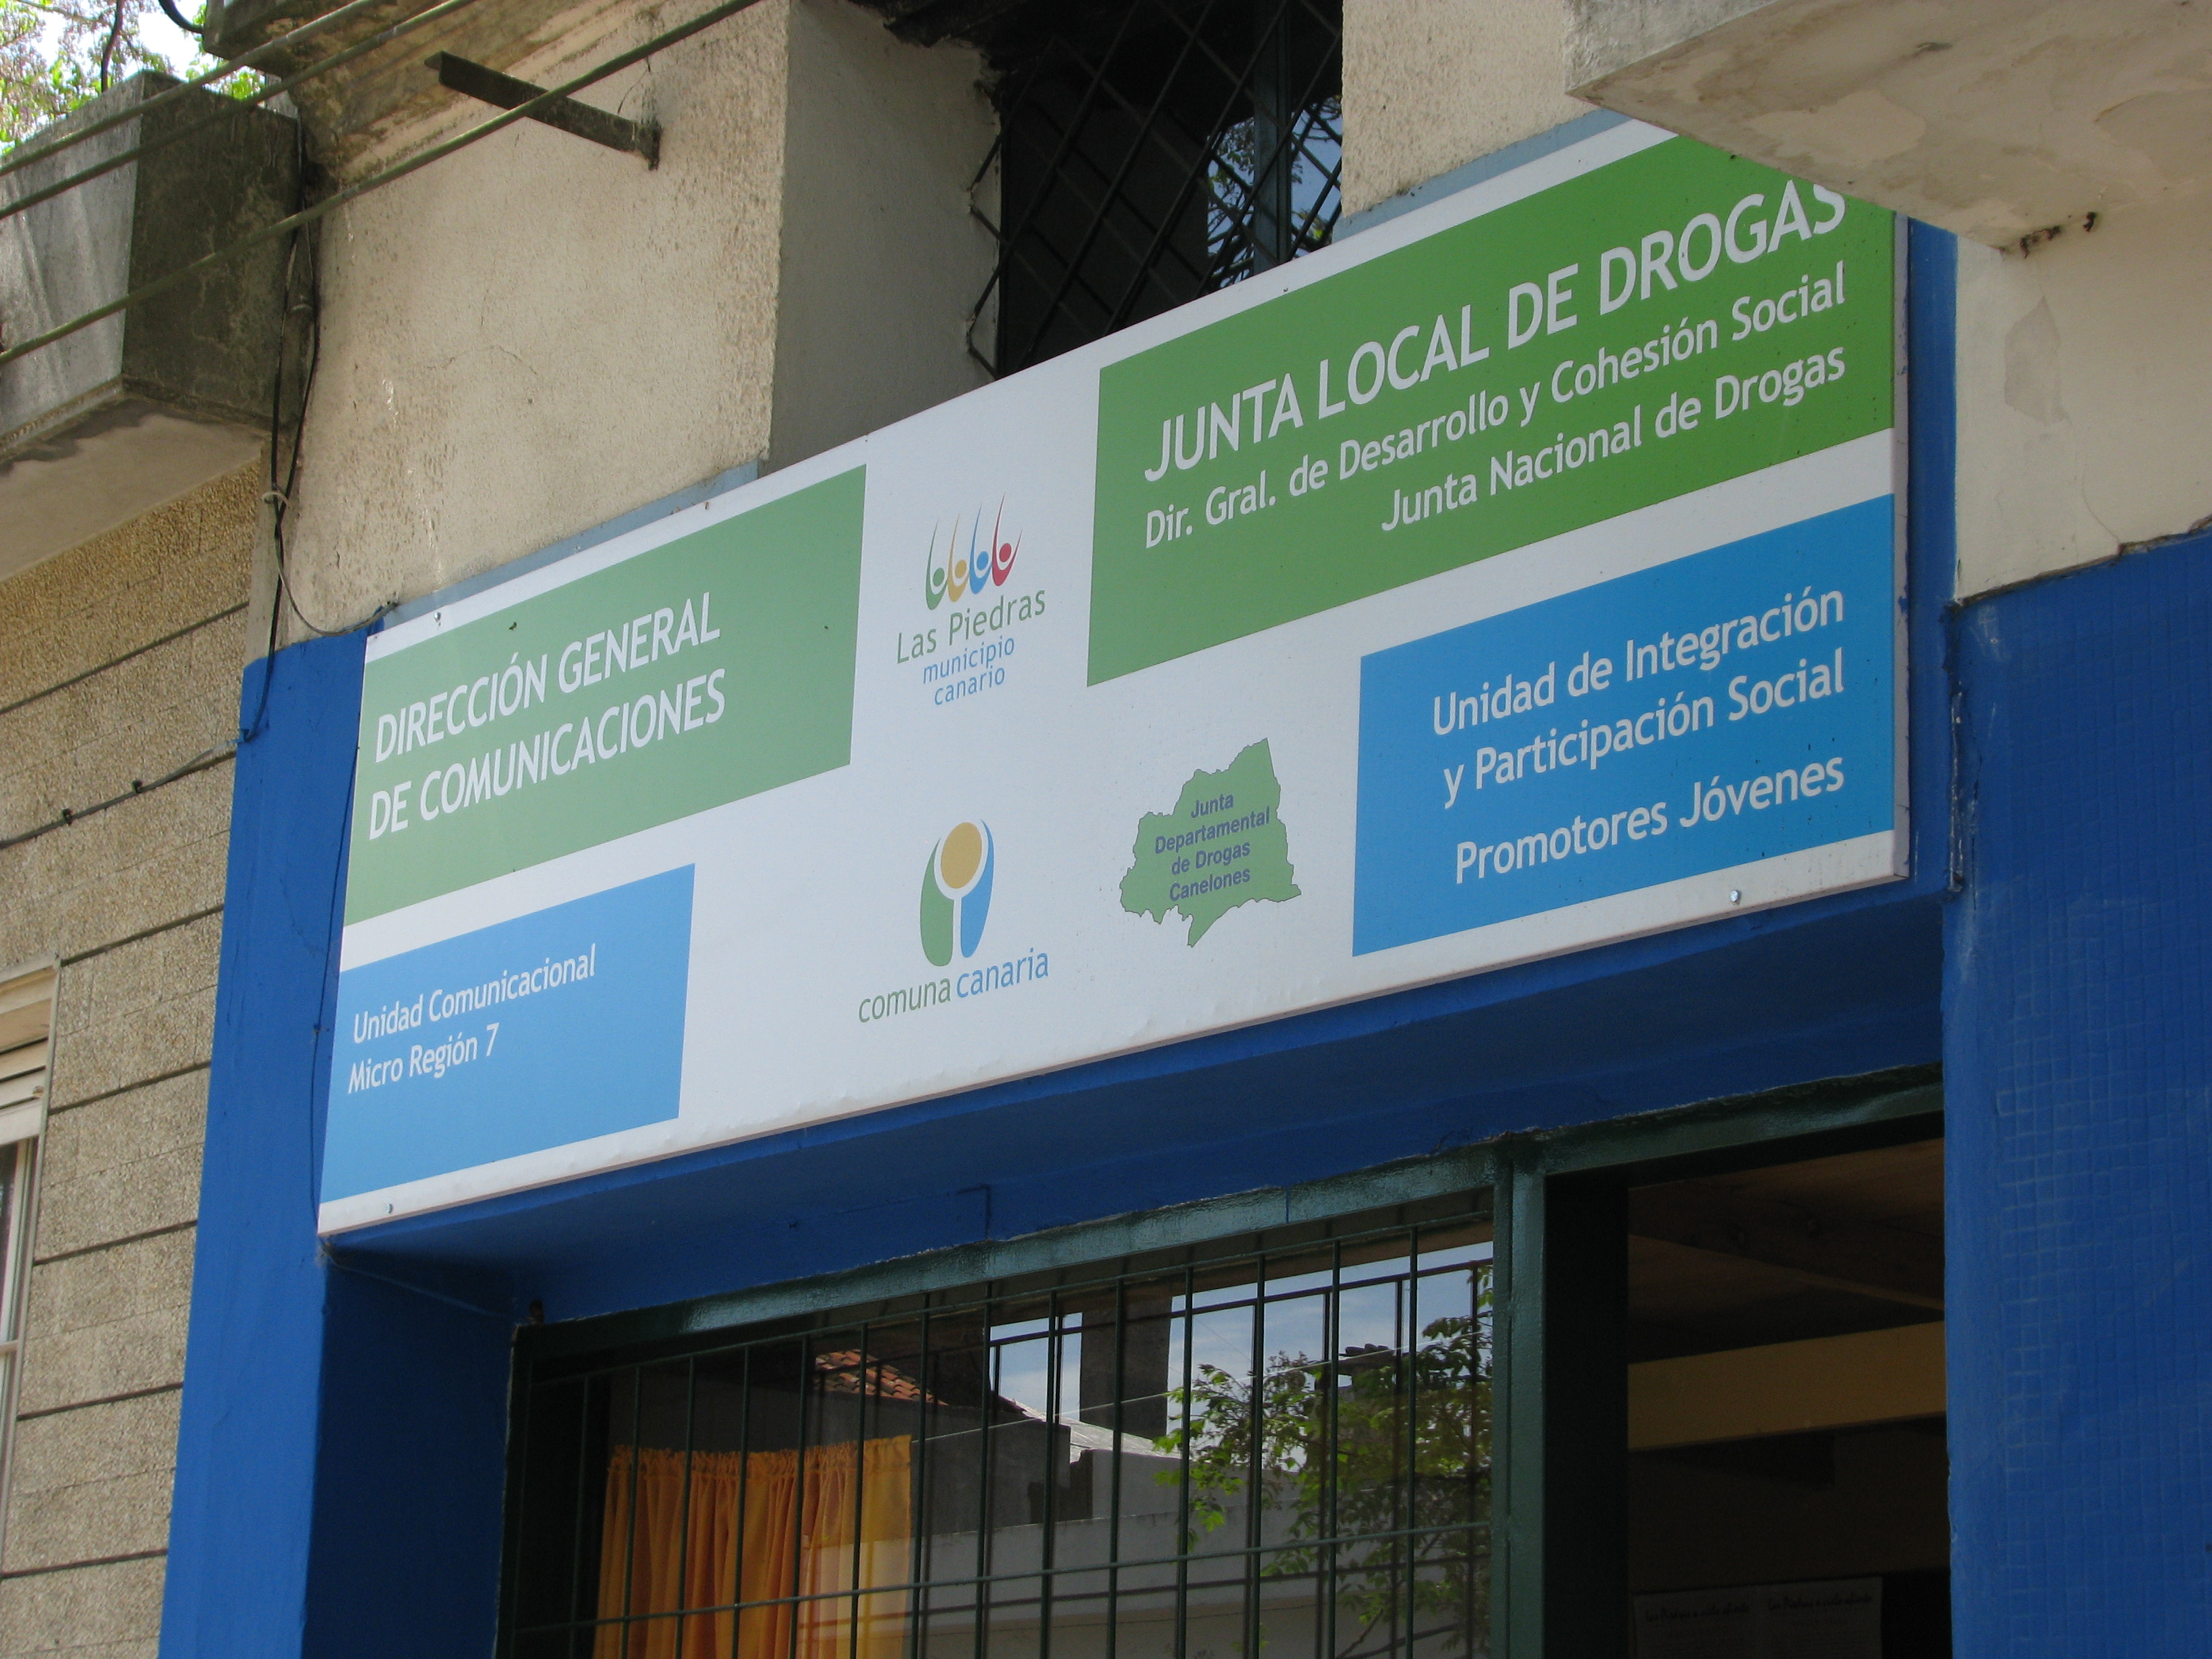 DIRECCIÓN GENERAL
DE COMUNICACIONES
Unidad Comunicacional
Micro Región 7
Las Piedras
municipio
canario
comuna canaria
Junta
Departamental
de Drogas
Canelones
JUNTA LOCAL DE DROGAS
Dir. Gral. de Desarrollo y Cohesión Social
Junta Nacional de Drogas
Unidad de Integración
y Participación Social
Promotores Jóvenes